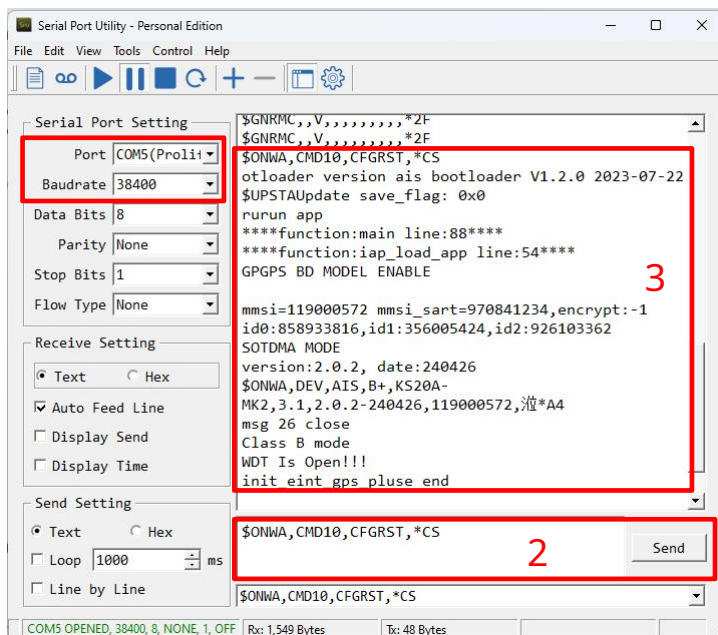 Serial Port Utility - Personal Edition
File Edit View Tools Control Help
Serial Port Setting
Port COM5(Prolif
Baudrate 38400
Data Bits 8
Parity None
Stop Bits 1
Flow Type None
Receive Setting
Text Hex
Auto Feed Line
Display Send
Display Time
Send Setting
Text Hex
Loop 1000 ms
Line by Line
$GNRMC,,V,,,,,,,,,,*2F
$GNRMC,,V,,,,,,,,,,*2F
$ONWA,CMD10,CFGRST,*CS
otloader version ais bootloader V1.2.0 2023-07-22
$UPSTAUpdate save_flag: 0x0
rurun app
****function:main line:88****
****function:iap_load_app line:54****
GPGPS BD MODEL ENABLE
3
mmsi=119000572 mmsi_sart=970841234,encrypt:-1
id0:858933816,id1:356005424,id2:926103362
SOTDMA MODE
version:2.0.2, date:240426
$ONWA,DEV,AIS,B+,KS20A-
MK2,3.1,2.0.2-240426,119000572,*A4
msg 26 close
Class B mode
WDT Is Open!!!
init_eint_gps_pluse end
$ONWA,CMD10,CFGRST,*CS
2
Send
$ONWA,CMD10,CFGRST,*CS
COM5 OPENED, 38400, 8, NONE, 1, OFF Rx: 1,549 Bytes Tx: 48 Bytes